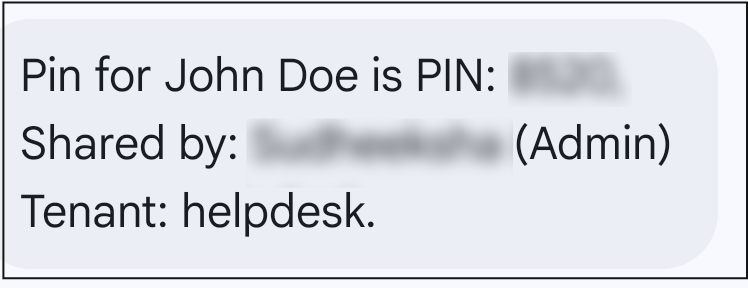 Pin for John Doe is PIN:
Shared by: (Admin)
Tenant: helpdesk.